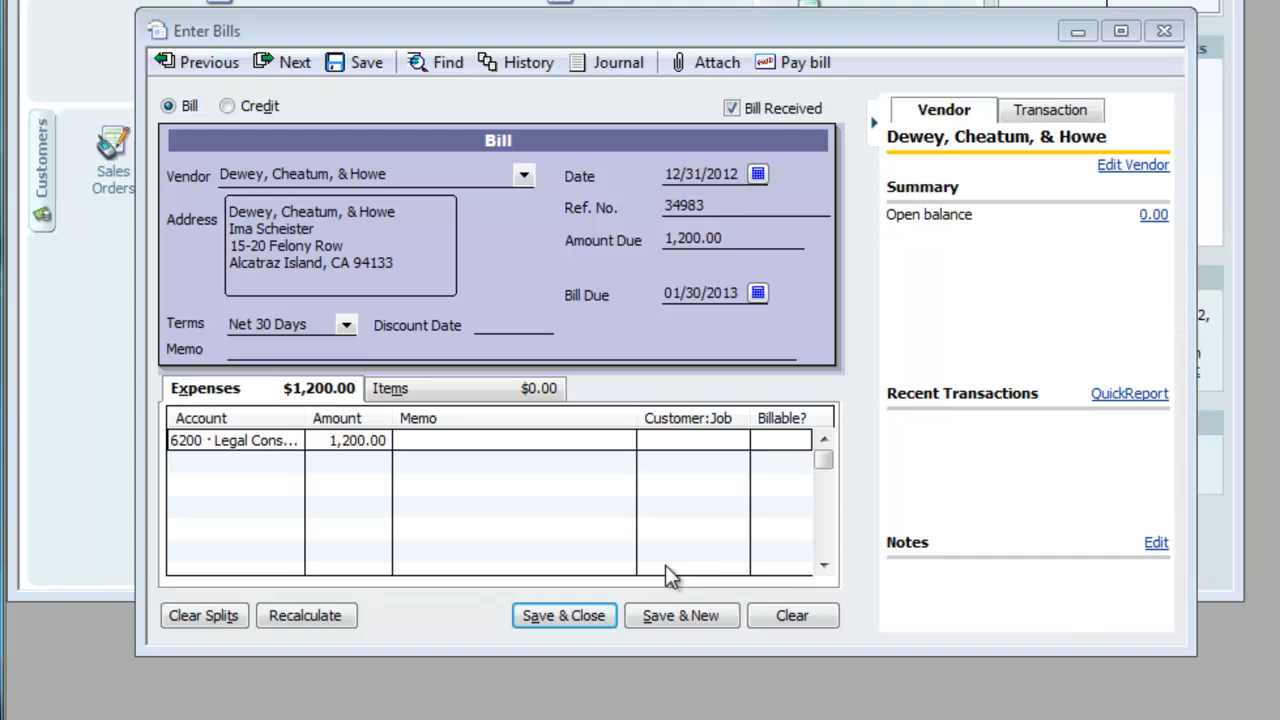 Enter Bills
Previous Next Save Find History Journal Attach Pay bill
Bill Credit Bill Received
Bill
Vendor Dewey, Cheatum, & Howe
Date 12/31/2012
Address
Dewey, Cheatum, & Howe
Ima Scheister
15-20 Felony Row
Alcatraz Island, CA 94133
Ref. No. 34983
Amount Due 1,200.00
Bill Due 01/30/2013
Terms Net 30 Days Discount Date
Memo
Expenses $1,200.00 Items $0.00
Account Amount Memo Customer:Job Billable?
6200 · Legal Cons... 1,200.00
Clear Splits Recalculate Save & Close Save & New Clear
Vendor Transaction
Dewey, Cheatum, & Howe
Edit Vendor
Summary
Open balance 0.00
Recent Transactions QuickReport
Notes Edit
Customers
Sales
Orders
2,